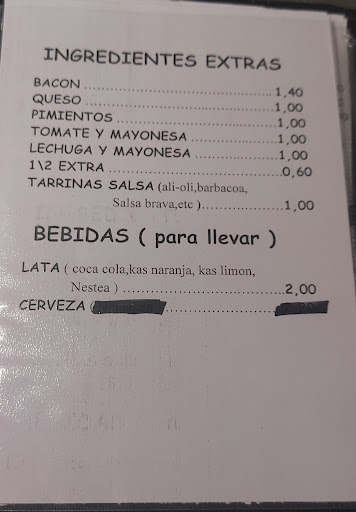 INGREDIENTES EXTRAS
BACON ........................................ 1,40
QUESO ........................................ 1,00
PIMIENTOS .................................. 1,00
TOMATE Y MAYONESA .................. 1,00
LECHUGA Y MAYONESA .................. 1,00
1\2 EXTRA ..................................0,60
TARRINAS SALSA (ali-oli,barbacoa,
Salsa brava,etc )..................1,00
BEBIDAS ( para llevar )
LATA ( coca cola,kas naranja, kas limon,
Nestea ) ..................................2,00
CERVEZA (